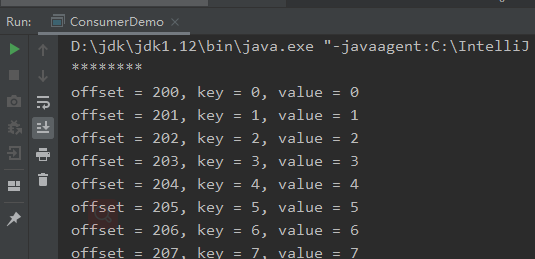 Run: ConsumerDemo ×
D:\jdk\jdk1.12\bin\java.exe "-javaagent:C:\IntelliJ
********
offset = 200, key = 0, value = 0
offset = 201, key = 1, value = 1
offset = 202, key = 2, value = 2
offset = 203, key = 3, value = 3
offset = 204, key = 4, value = 4
offset = 205, key = 5, value = 5
offset = 206, key = 6, value = 6
offset = 207, key = 7, value = 7